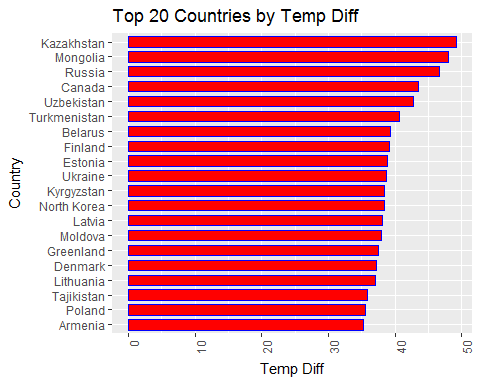 Top 20 Countries by Temp Diff
Kazakhstan
Mongolia
Russia
Canada
Uzbekistan
Turkmenistan
Belarus
Finland
Estonia
Ukraine
Kyrgyzstan
North Korea
Latvia
Moldova
Greenland
Denmark
Lithuania
Tajikistan
Poland
Armenia
Country
0 10 20 30 40 50
Temp Diff